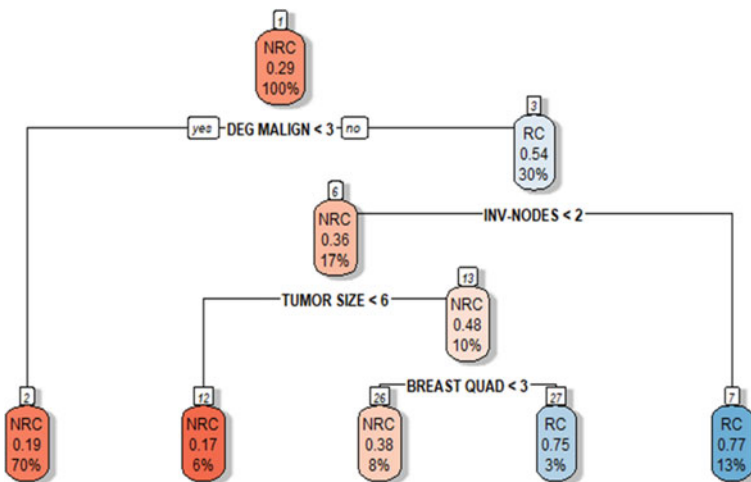 1
NRC
0.29
100%
yes DEG MALIGN < 3 no
3
RC
0.54
30%
6
NRC
0.36
17%
INV-NODES < 2
13
NRC
0.48
10%
TUMOR SIZE < 6
BREAST QUAD < 3
2
NRC
0.19
70%
12
NRC
0.17
6%
26
NRC
0.38
8%
27
RC
0.75
3%
7
RC
0.77
13%